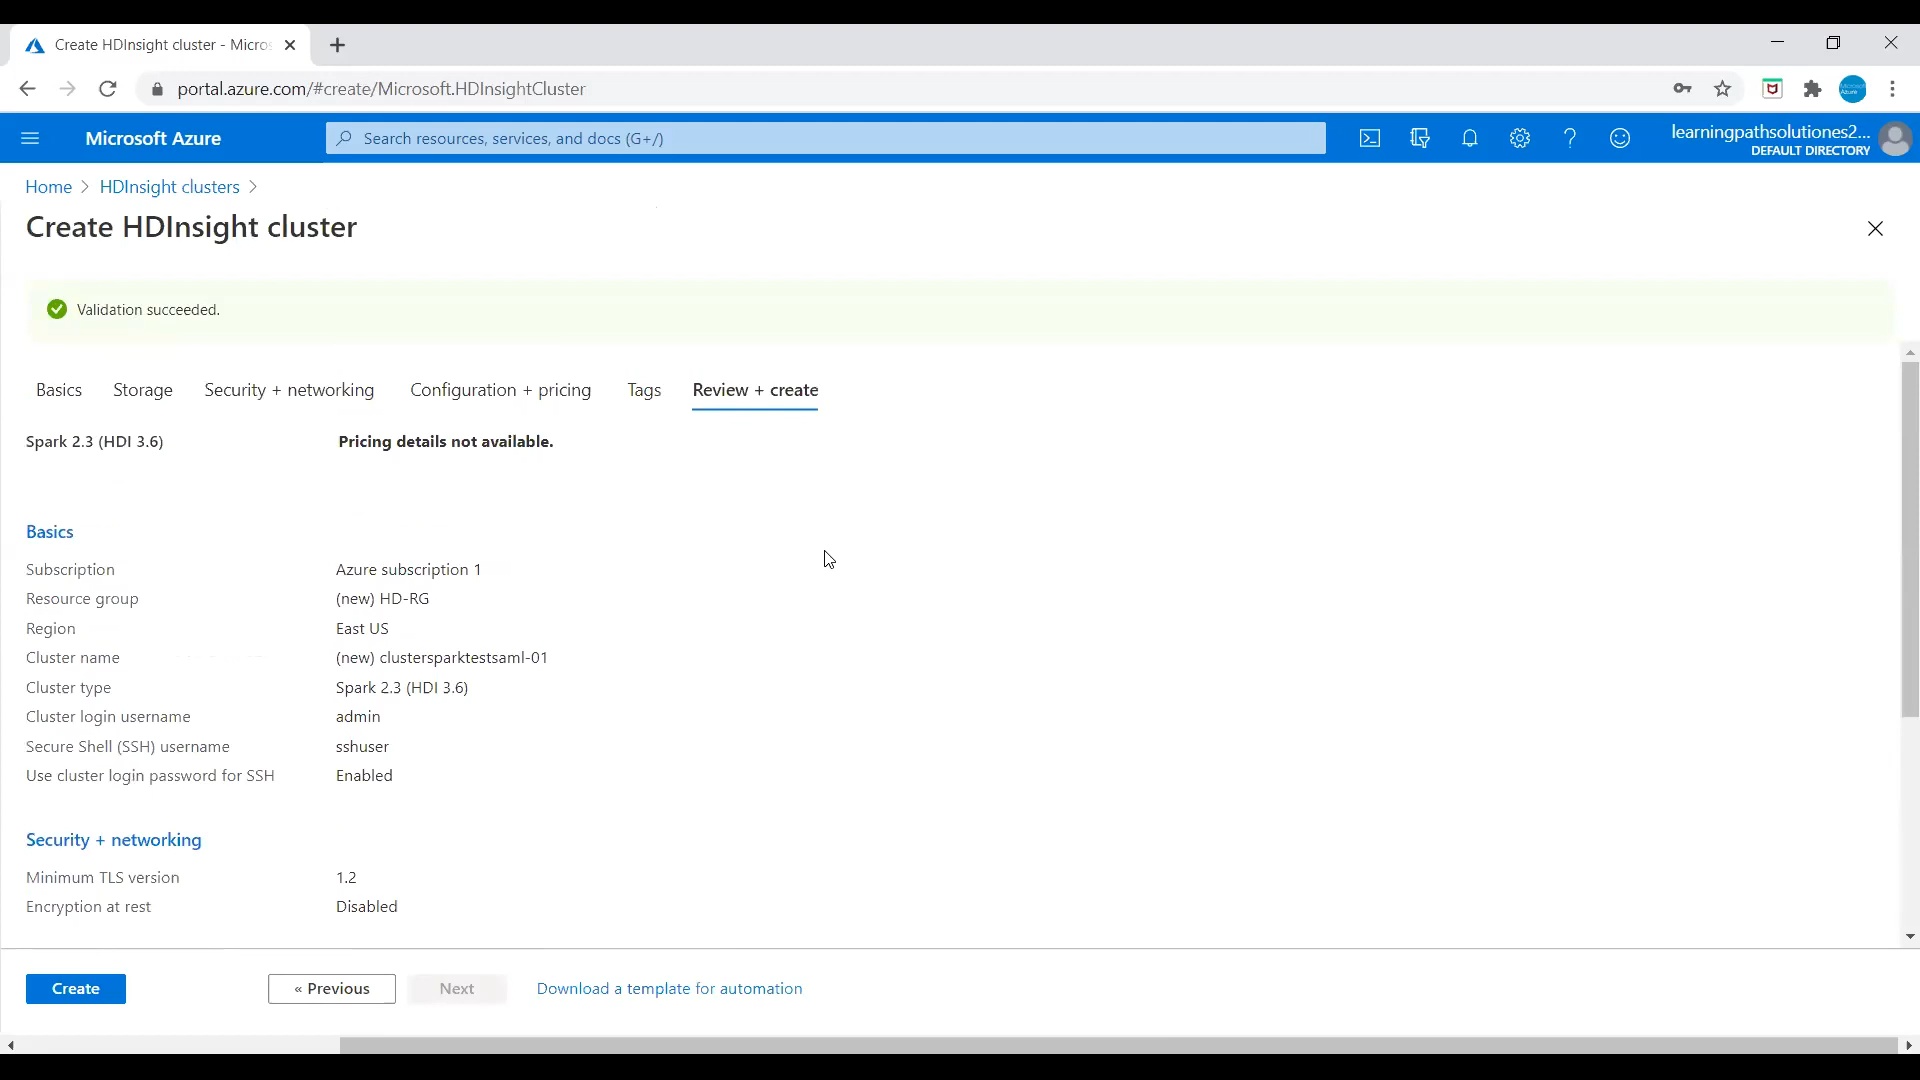 Create HDInsight cluster - Micros
portal.azure.com/#create/Microsoft.HDInsightCluster
Microsoft Azure
Search resources, services, and docs (G+/)
learningpathsolutiones2...
DEFAULT DIRECTORY
Home > HDInsight clusters >
Create HDInsight cluster
Validation succeeded.
Basics Storage Security + networking Configuration + pricing Tags Review + create
Spark 2.3 (HDI 3.6) Pricing details not available.
Basics
Subscription Azure subscription 1
Resource group (new) HD-RG
Region East US
Cluster name (new) clustersparktestsaml-01
Cluster type Spark 2.3 (HDI 3.6)
Cluster login username admin
Secure Shell (SSH) username sshuser
Use cluster login password for SSH Enabled
Security + networking
Minimum TLS version 1.2
Encryption at rest Disabled
Create « Previous Next Download a template for automation